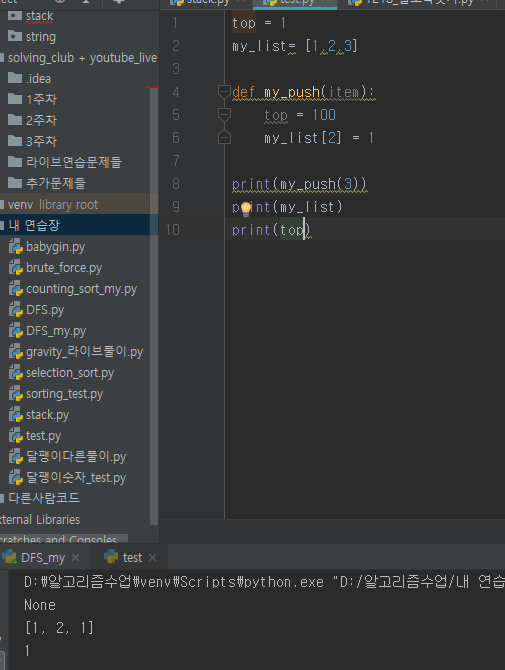 ect
stack
string
solving_club + youtube_live
.idea
1주차
2주차
3주차
라이브연습문제들
추가문제들
venv library root
내 연습장
babygin.py
brute_force.py
counting_sort_my.py
DFS.py
DFS_my.py
gravity_라이브풀이.py
selection_sort.py
sorting_test.py
stack.py
test.py
달팽이다른풀이.py
달팽이숫자_test.py
다른사람코드
xternal Libraries
cratches and Consoles
stack.py
test.py
1 top = 1
2 my_list= [1,2,3]
3
4 def my_push(item):
5 top = 100
6 my_list[2] = 1
7
8 print(my_push(3))
9 print(my_list)
10 print(top)
DFS_my × test ×
D:₩알고리즘수업₩venv₩Scripts₩python.exe "D:/알고리즘수업/내 연습
None
[1, 2, 1]
1